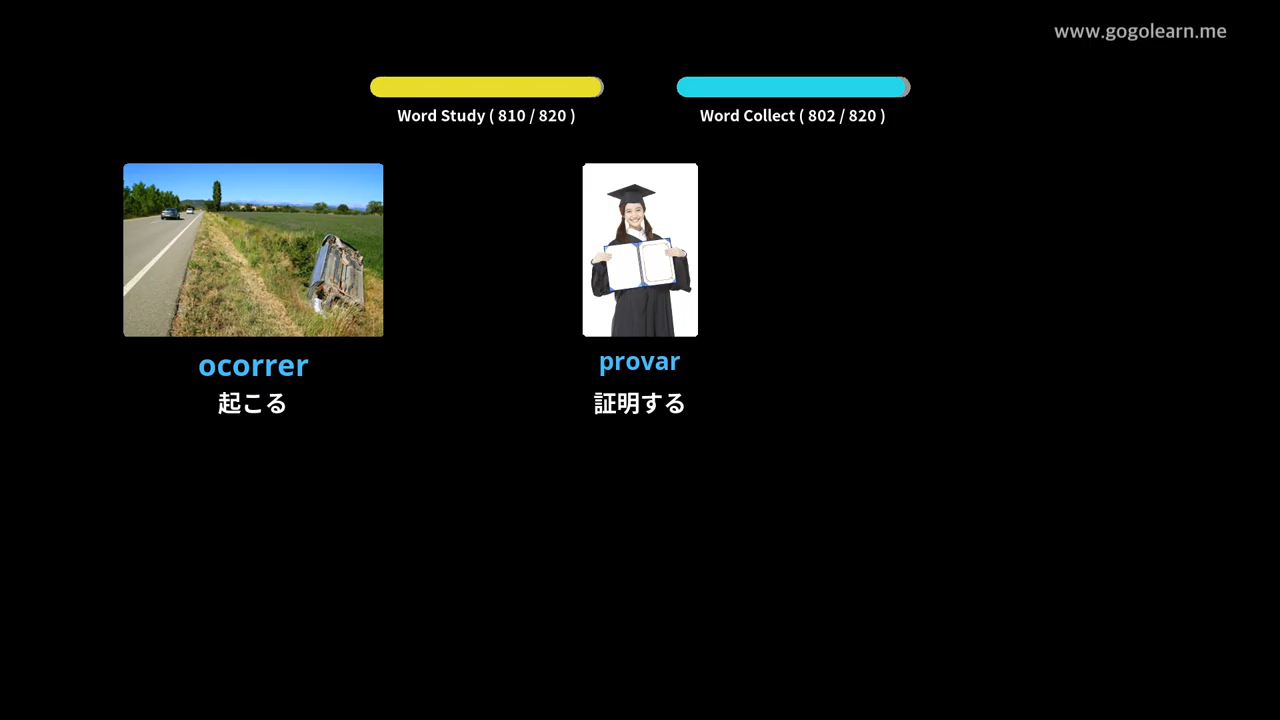 www.gogolearn.me
Word Study ( 810 / 820 )
Word Collect ( 802 / 820 )
ocorrer
起こる
provar
証明する